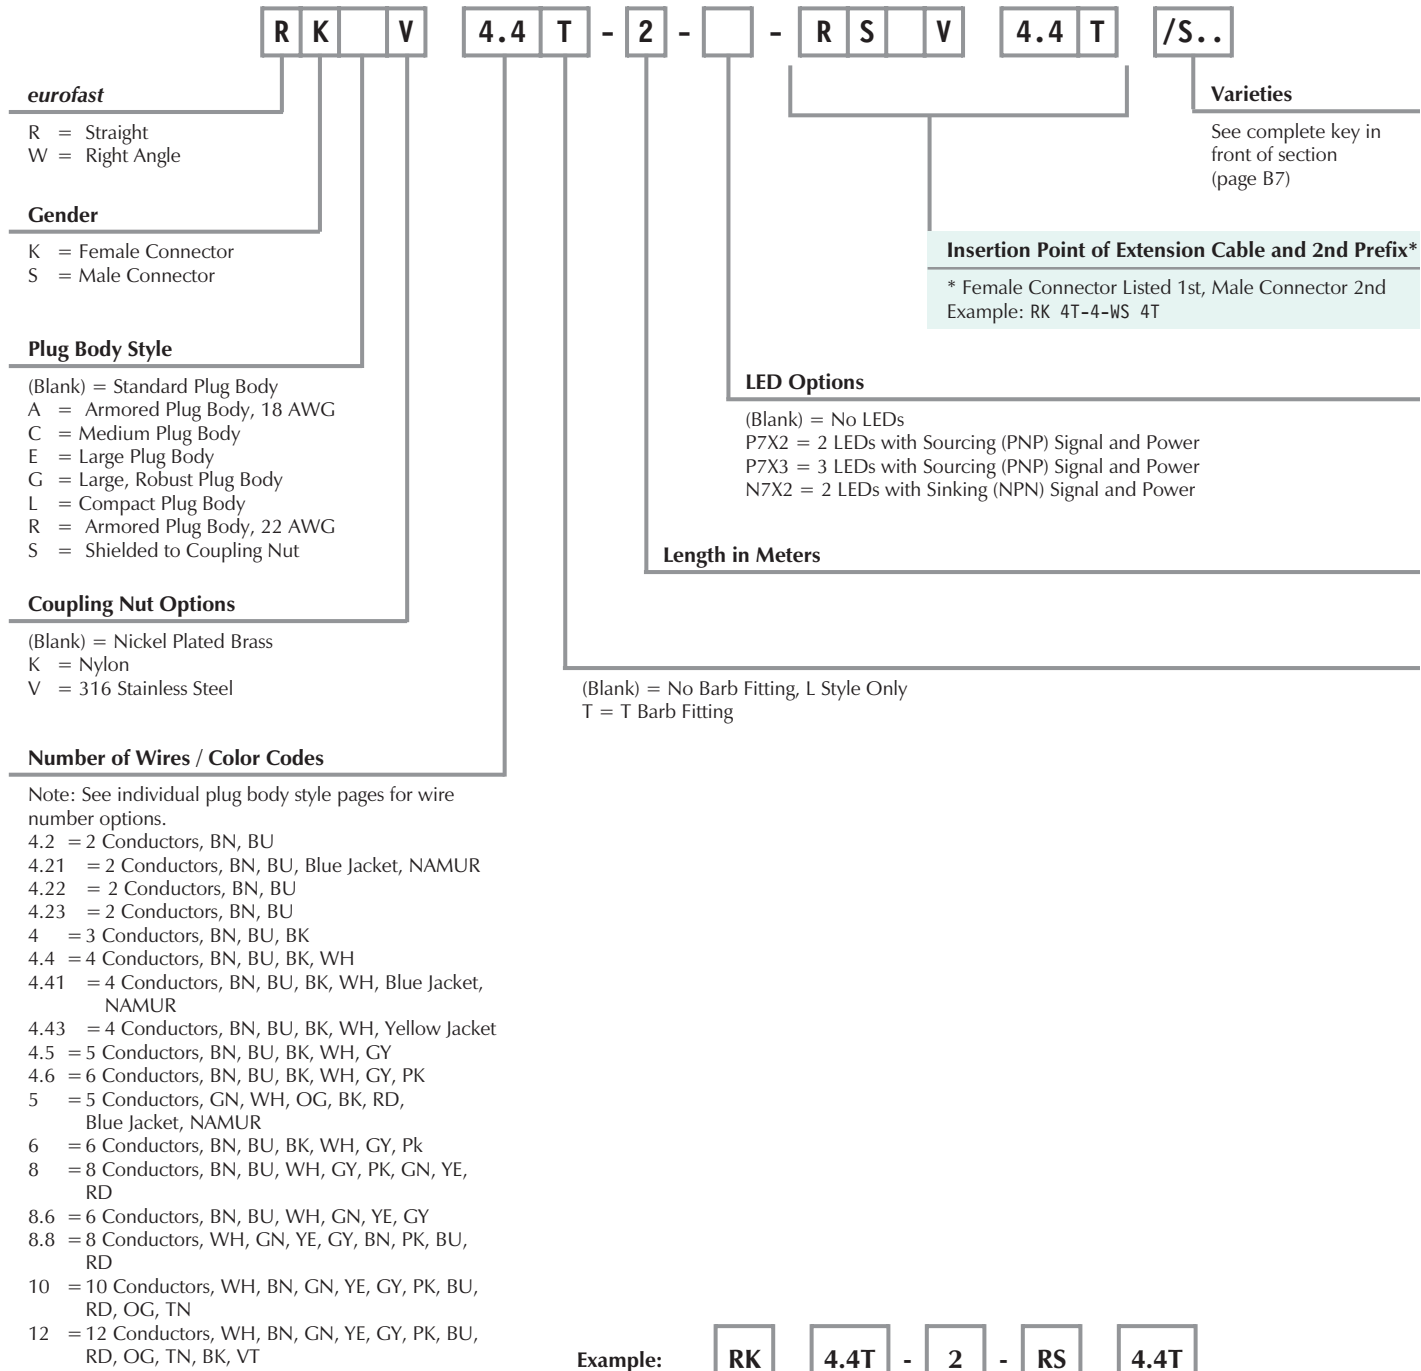 R K V 4.4 T - 2 - - R S V 4.4 T /S..
eurofast
R = Straight
W = Right Angle
Gender
K = Female Connector
S = Male Connector
Plug Body Style
(Blank) = Standard Plug Body
A = Armored Plug Body, 18 AWG
C = Medium Plug Body
E = Large Plug Body
G = Large, Robust Plug Body
L = Compact Plug Body
R = Armored Plug Body, 22 AWG
S = Shielded to Coupling Nut
Coupling Nut Options
(Blank) = Nickel Plated Brass
K = Nylon
V = 316 Stainless Steel
Number of Wires / Color Codes
Note: See individual plug body style pages for wire
number options.
4.2 = 2 Conductors, BN, BU
4.21 = 2 Conductors, BN, BU, Blue Jacket, NAMUR
4.22 = 2 Conductors, BN, BU
4.23 = 2 Conductors, BN, BU
4 = 3 Conductors, BN, BU, BK
4.4 = 4 Conductors, BN, BU, BK, WH
4.41 = 4 Conductors, BN, BU, BK, WH, Blue Jacket,
NAMUR
4.43 = 4 Conductors, BN, BU, BK, WH, Yellow Jacket
4.5 = 5 Conductors, BN, BU, BK, WH, GY
4.6 = 6 Conductors, BN, BU, BK, WH, GY, PK
5 = 5 Conductors, GN, WH, OG, BK, RD,
Blue Jacket, NAMUR
6 = 6 Conductors, BN, BU, BK, WH, GY, Pk
8 = 8 Conductors, BN, BU, WH, GY, PK, GN, YE,
RD
8.6 = 6 Conductors, BN, BU, WH, GN, YE, GY
8.8 = 8 Conductors, WH, GN, YE, GY, BN, PK, BU,
RD
10 = 10 Conductors, WH, BN, GN, YE, GY, PK, BU,
RD, OG, TN
12 = 12 Conductors, WH, BN, GN, YE, GY, PK, BU,
RD, OG, TN, BK, VT
Varieties
See complete key in
front of section
(page B7)
Insertion Point of Extension Cable and 2nd Prefix*
* Female Connector Listed 1st, Male Connector 2nd
Example: RK 4T-4-WS 4T
LED Options
(Blank) = No LEDs
P7X2 = 2 LEDs with Sourcing (PNP) Signal and Power
P7X3 = 3 LEDs with Sourcing (PNP) Signal and Power
N7X2 = 2 LEDs with Sinking (NPN) Signal and Power
Length in Meters
(Blank) = No Barb Fitting, L Style Only
T = T Barb Fitting
Example: RK 4.4T - 2 - RS 4.4T